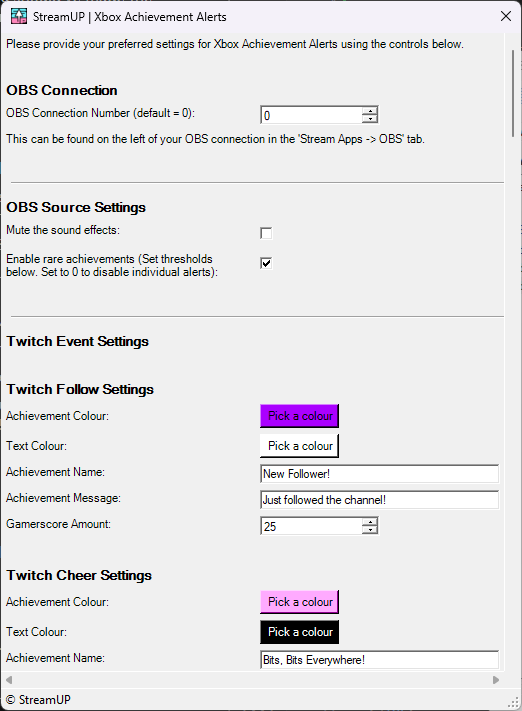 StreamUP | Xbox Achievement Alerts
Please provide your preferred settings for Xbox Achievement Alerts using the controls below.
OBS Connection
OBS Connection Number (default = 0):
0
This can be found on the left of your OBS connection in the 'Stream Apps -> OBS' tab.
OBS Source Settings
Mute the sound effects:
Enable rare achievements (Set thresholds
below. Set to 0 to disable individual alerts):
Twitch Event Settings
Twitch Follow Settings
Achievement Colour:
Pick a colour
Text Colour:
Pick a colour
Achievement Name:
New Follower!
Achievement Message:
Just followed the channel!
Gamerscore Amount:
25
Twitch Cheer Settings
Achievement Colour:
Pick a colour
Text Colour:
Pick a colour
Achievement Name:
Bits, Bits Everywhere!
© StreamUP